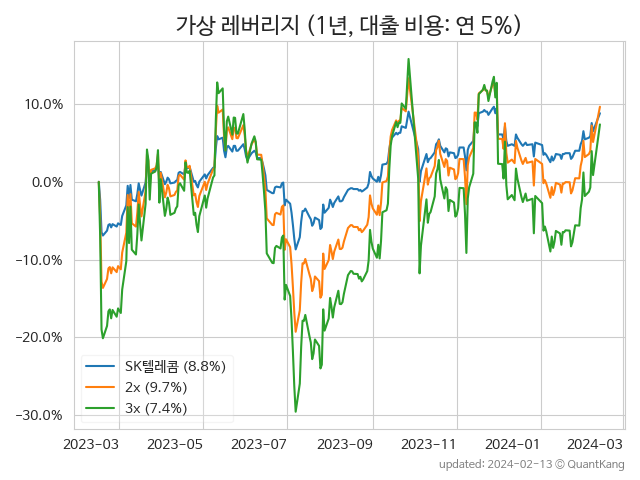 가상 레버리지 (1년, 대출 비용: 연 5%)
10.0%
0.0%
−10.0%
−20.0%
−30.0%
SK텔레콤 (8.8%)
2x (9.7%)
3x (7.4%)
2023-03
2023-05
2023-07
2023-09
2023-11
2024-01
2024-03
updated: 2024-02-13 © QuantKang